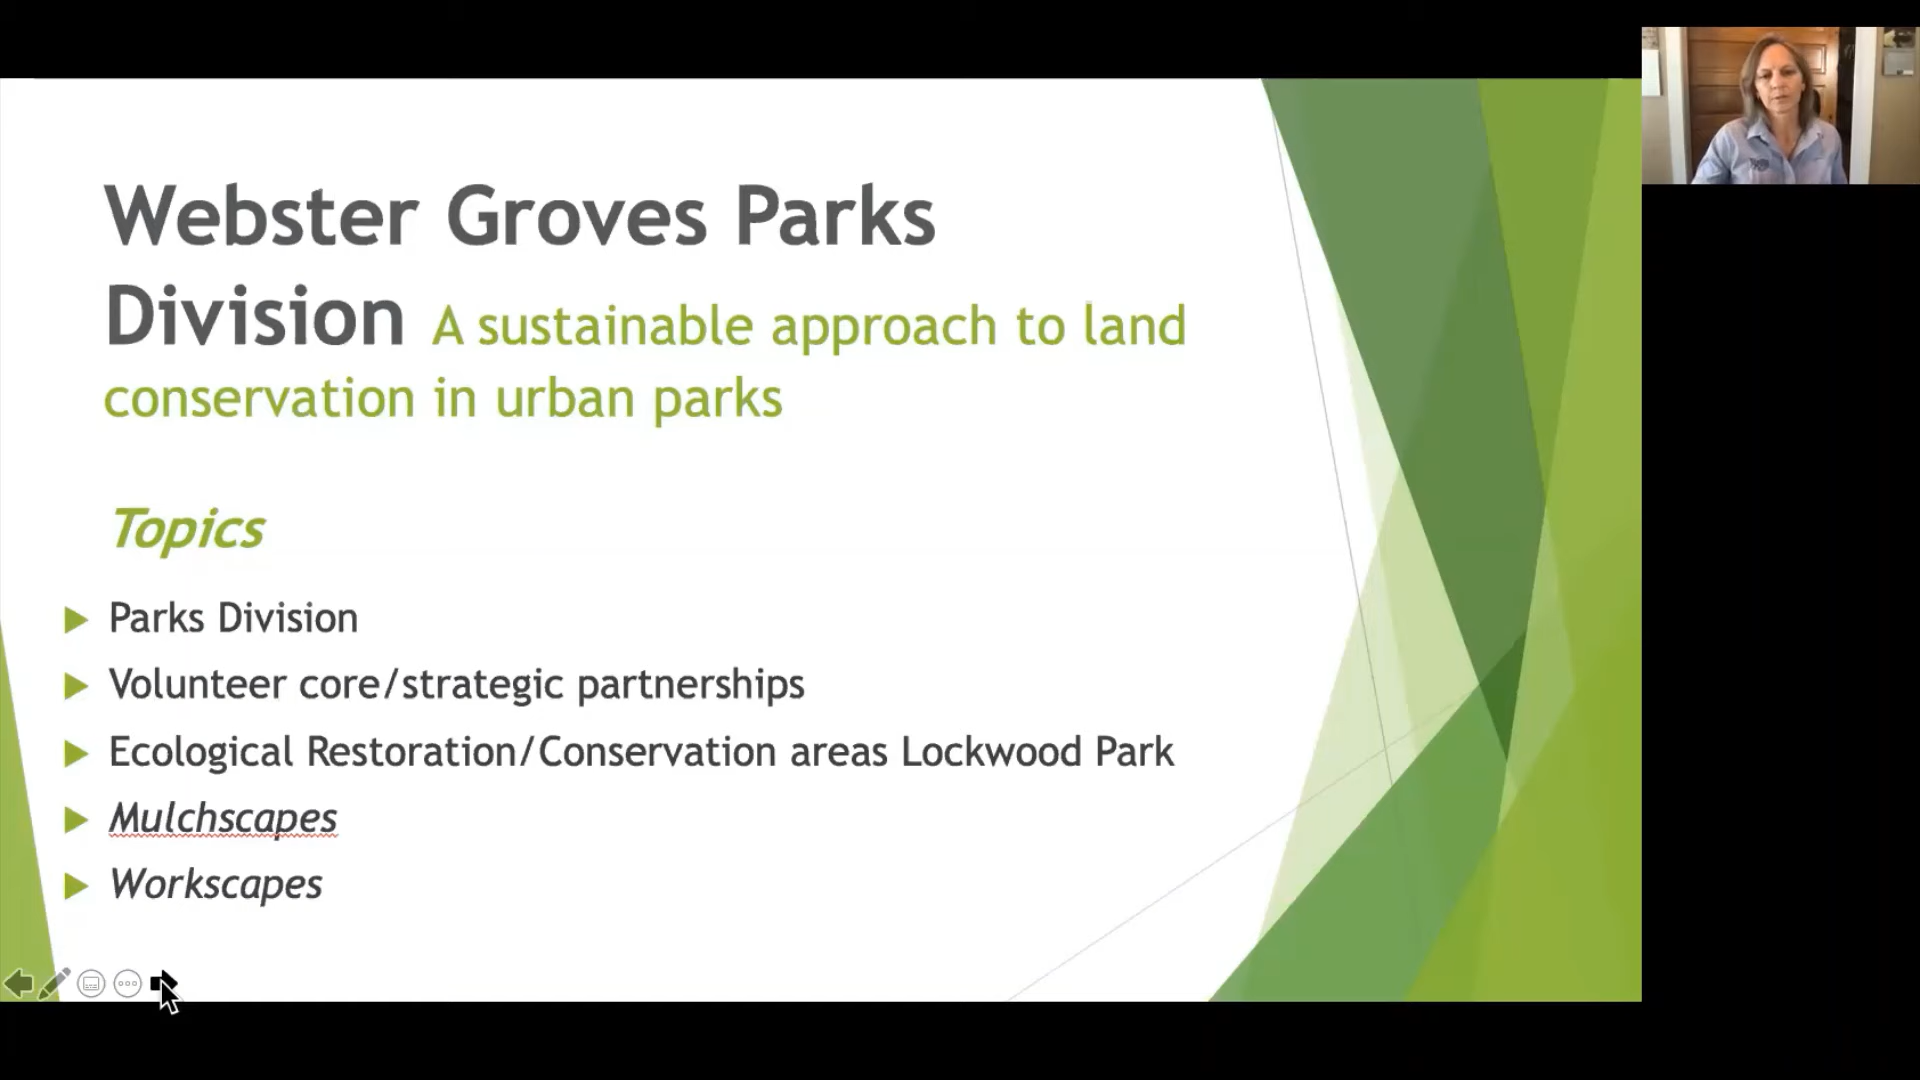 Webster Groves Parks
Division A sustainable approach to land
conservation in urban parks
Topics
Parks Division
Volunteer core/strategic partnerships
Ecological Restoration/Conservation areas Lockwood Park
Mulchscapes
Workscapes